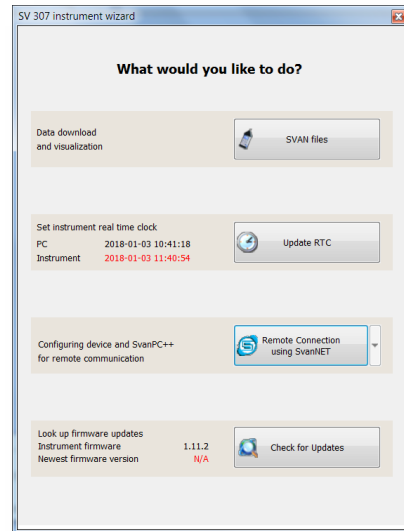 SV 307 instrument wizard
What would you like to do?
Data download
and visualization
SVAN files
Set instrument real time clock
PC 2018-01-03 10:41:18
Instrument 2018-01-03 11:40:54
Update RTC
Configuring device and SvanPC++
for remote communication
Remote Connection
using SvanNET
Look up firmware updates
Instrument firmware 1.11.2
Newest firmware version N/A
Check for Updates